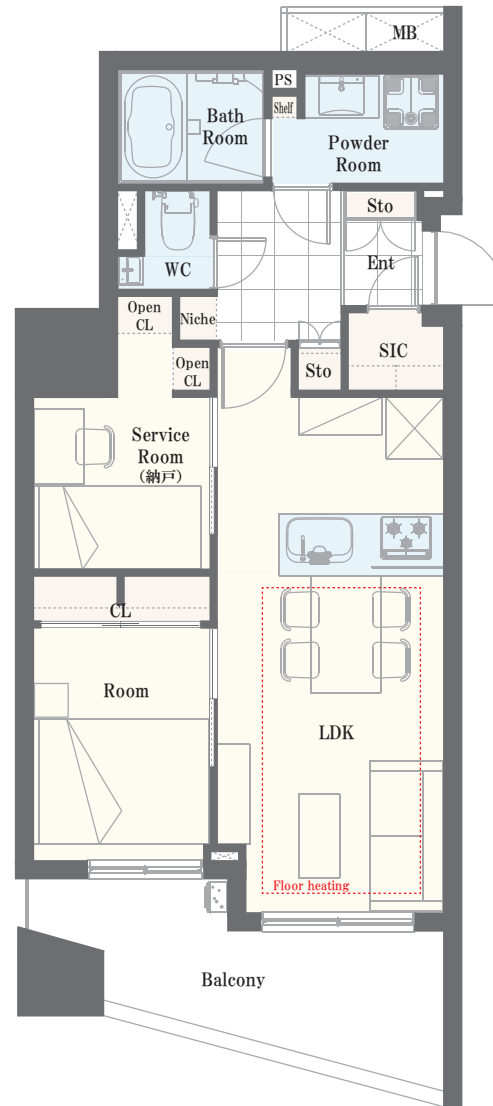 MB
PS
Shelf
Bath
Room
Powder
Room
Sto
WC
Ent
Open
CL
Niche
SIC
Open
CL
Sto
Service
Room
(納戸)
CL
Room
LDK
Floor heating
Balcony